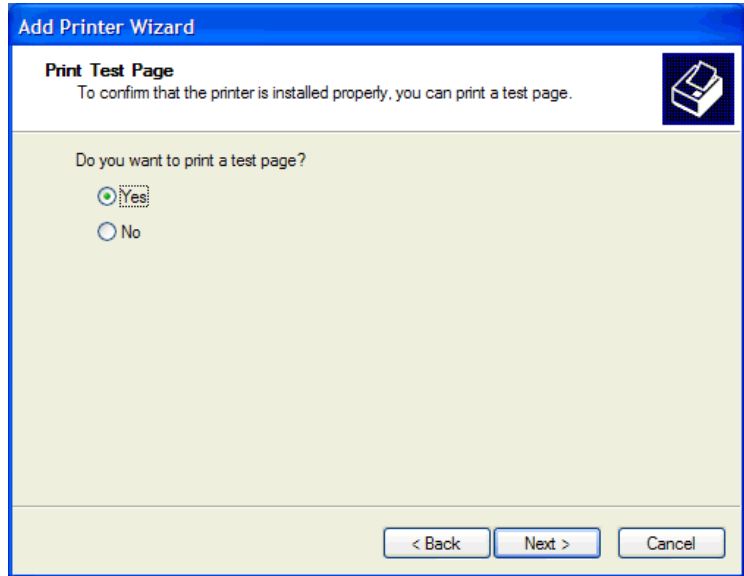 Add Printer Wizard
Print Test Page
To confirm that the printer is installed properly, you can print a test page.
Do you want to print a test page?
Yes
No
< Back Next > Cancel